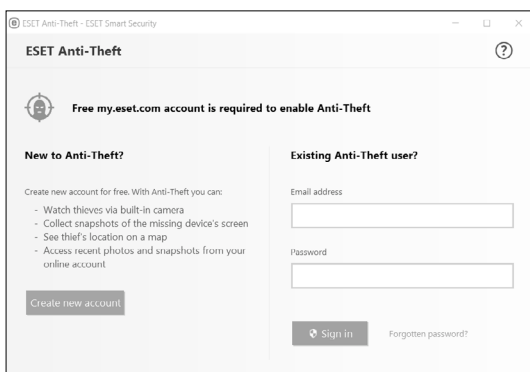 ESET Anti-Theft - ESET Smart Security
ESET Anti-Theft
?
Free my.eset.com account is required to enable Anti-Theft
New to Anti-Theft?
Create new account for free. With Anti-Theft you can:
- Watch thieves via built-in camera
- Collect snapshots of the missing device's screen
- See thief's location on a map
- Access recent photos and snapshots from your
online account
Create new account
Existing Anti-Theft user?
Email address
Password
Sign in
Forgotten password?